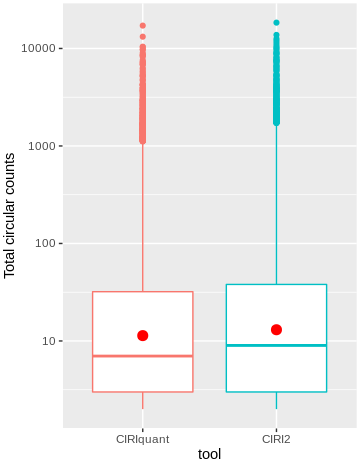 Total circular counts
10000
1000
100
10
CIRIquant
CIRI2
tool